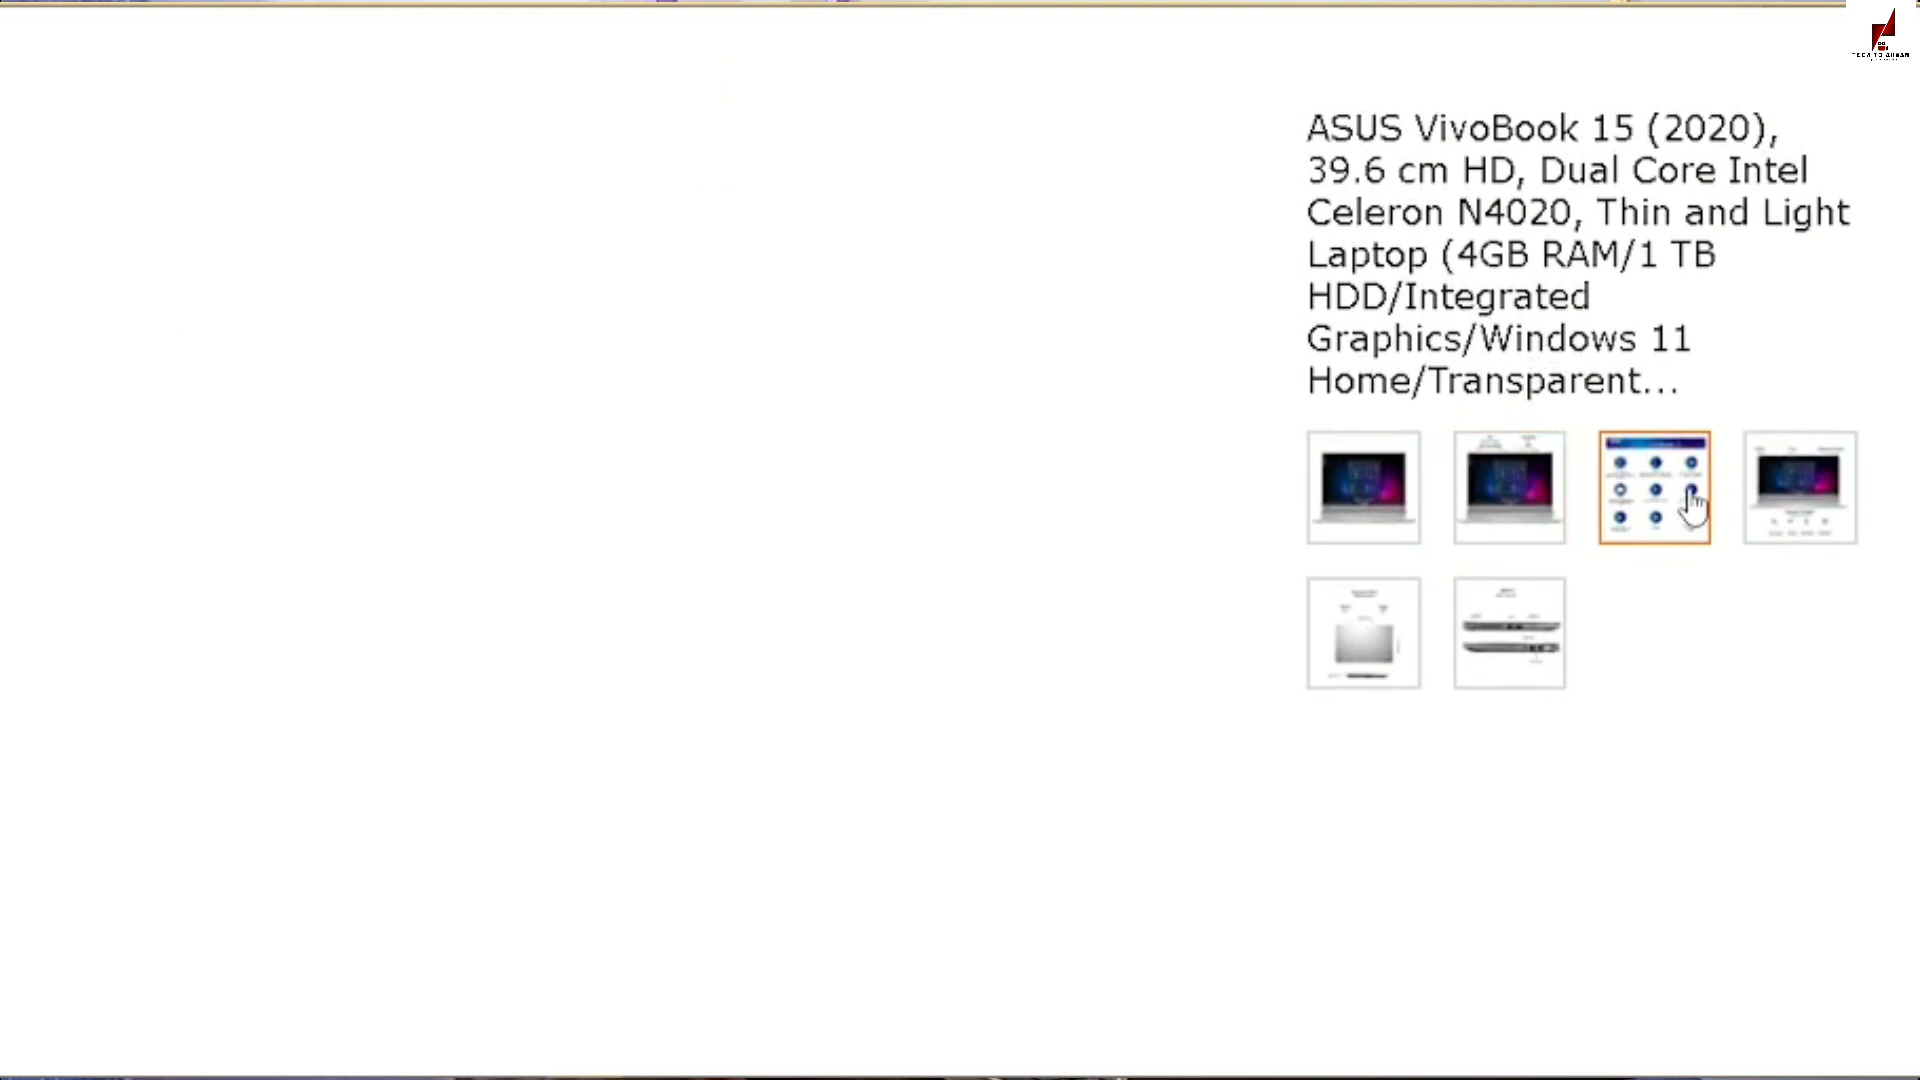 ASUS VivoBook 15 (2020),
39.6 cm HD, Dual Core Intel
Celeron N4020, Thin and Light
Laptop (4GB RAM/1 TB
HDD/Integrated
Graphics/Windows 11
Home/Transparent...